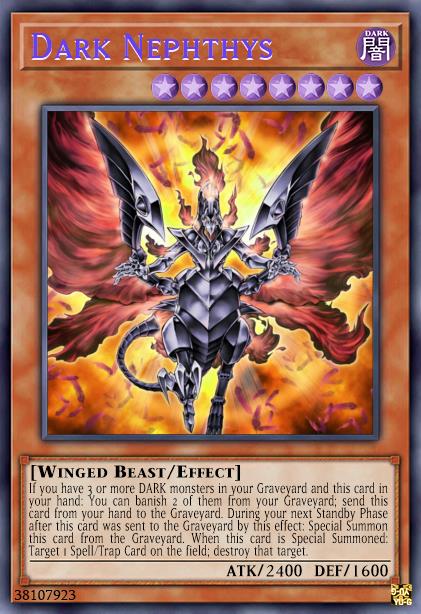 Dark Nephthys
DARK
闇
[Winged Beast/Effect]
If you have 3 or more DARK monsters in your Graveyard and this card in
your hand: You can banish 2 of them from your Graveyard; send this
card from your hand to the Graveyard. During your next Standby Phase
after this card was sent to the Graveyard by this effect: Special Summon
this card from the Graveyard. When this card is Special Summoned:
Target 1 Spell/Trap Card on the field; destroy that target.
ATK/2400 DEF/1600
38107923